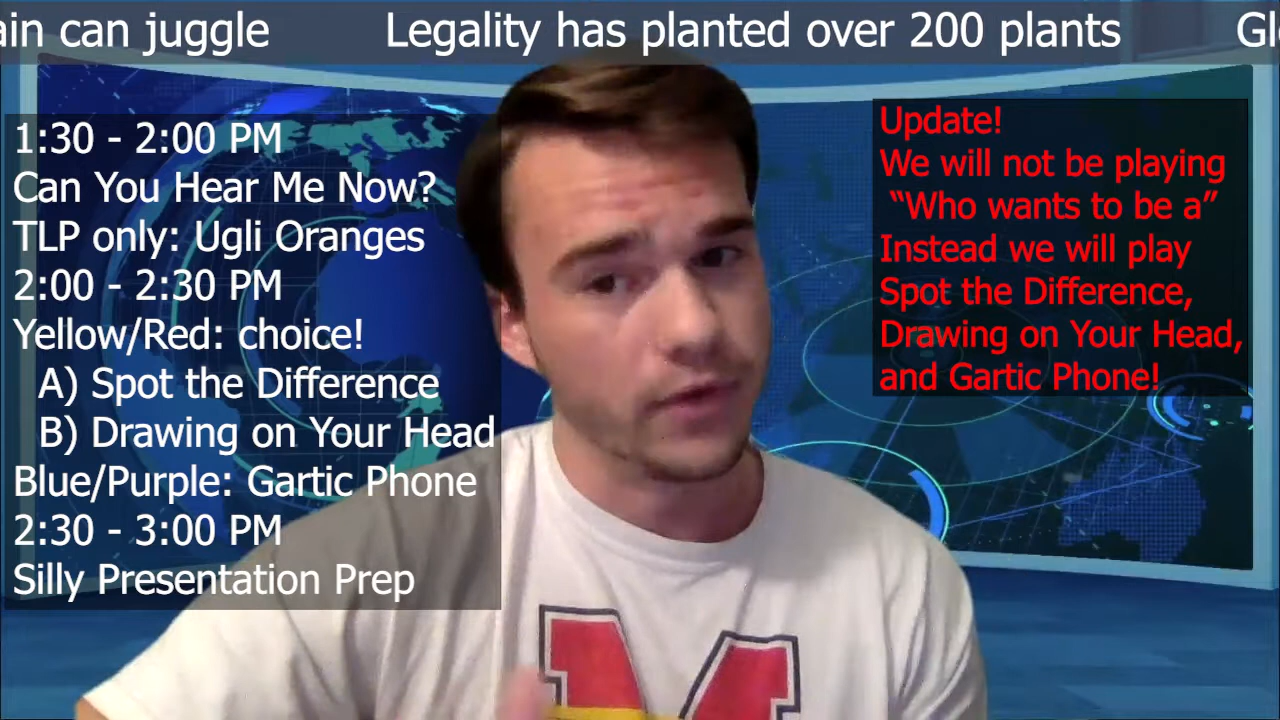 ain can juggle Legality has planted over 200 plants Gl
1:30 - 2:00 PM
Can You Hear Me Now?
TLP only: Ugli Oranges
2:00 - 2:30 PM
Yellow/Red: choice!
A) Spot the Difference
B) Drawing on Your Head
Blue/Purple: Gartic Phone
2:30 - 3:00 PM
Silly Presentation Prep
Update!
We will not be playing
“Who wants to be a”
Instead we will play
Spot the Difference,
Drawing on Your Head,
and Gartic Phone!
M